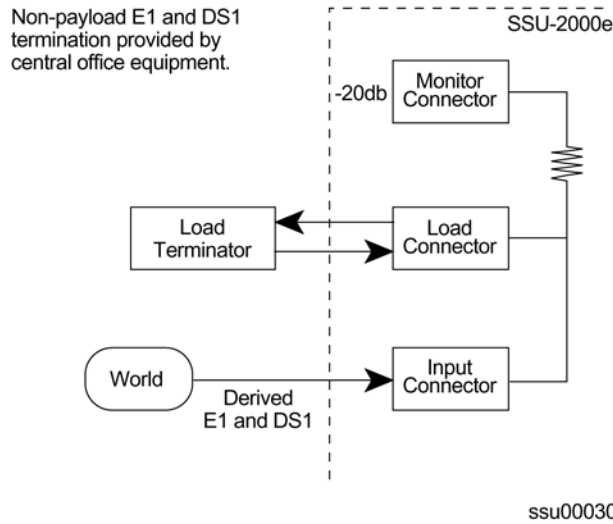 Non-payload E1 and DS1
termination provided by
central office equipment.
SSU-2000e
-20db
Monitor
Connector
Load
Terminator
Load
Connector
World
Derived
E1 and DS1
Input
Connector
ssu00030